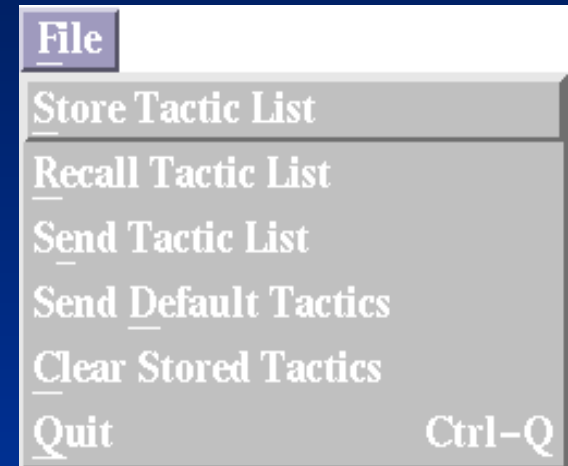 File
Store Tactic List
Recall Tactic List
Send Tactic List
Send Default Tactics
Clear Stored Tactics
Quit Ctrl-Q